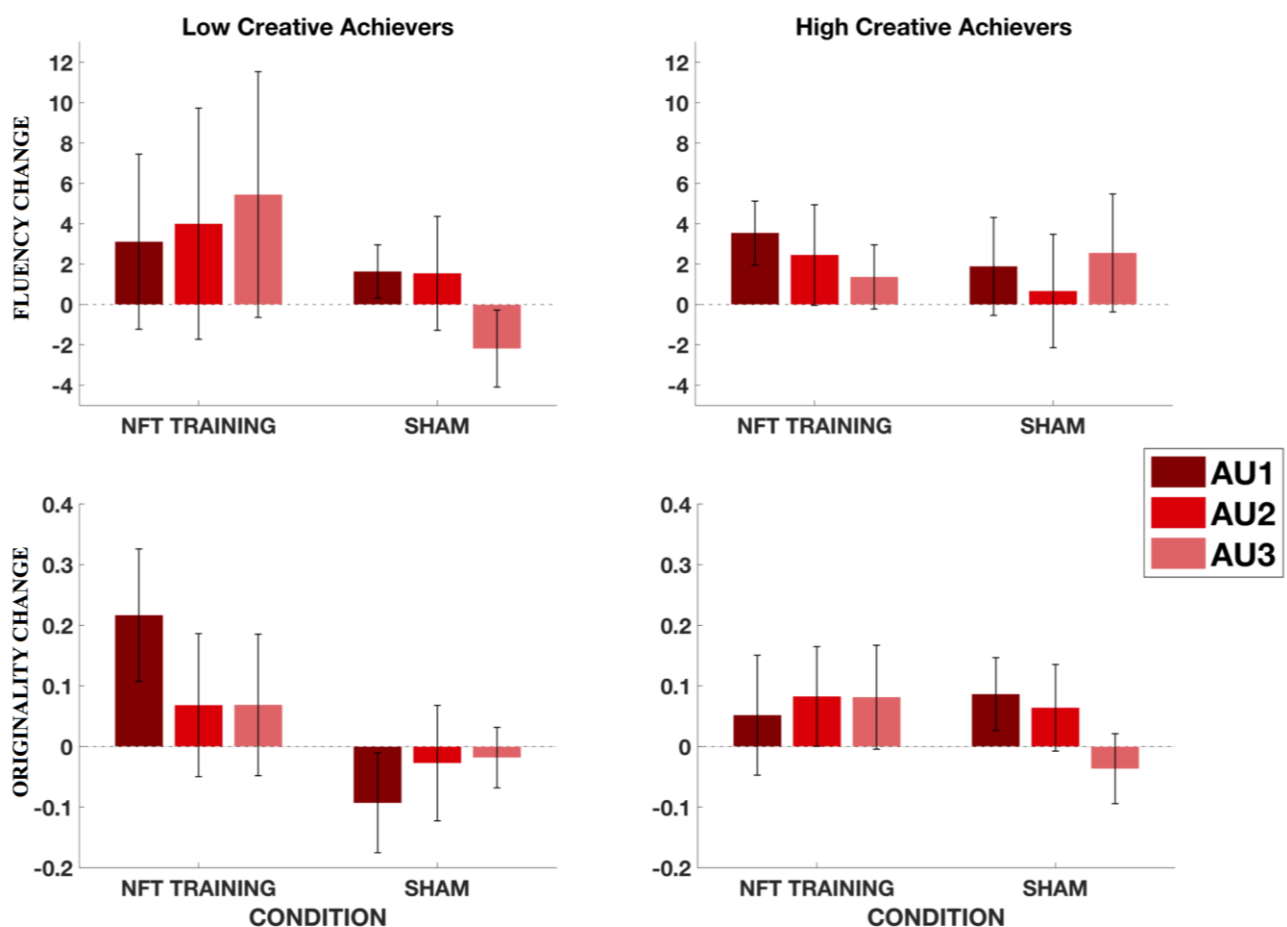 Low Creative Achievers
High Creative Achievers
FLUENCY CHANGE
12
10
8
6
4
2
0
-2
-4
NFT TRAINING
SHAM
12
10
8
6
4
2
0
-2
-4
NFT TRAINING
SHAM
AU1
AU2
AU3
ORIGINALITY CHANGE
0.4
0.3
0.2
0.1
0
-0.1
-0.2
NFT TRAINING
SHAM
CONDITION
0.4
0.3
0.2
0.1
0
-0.1
-0.2
NFT TRAINING
SHAM
CONDITION